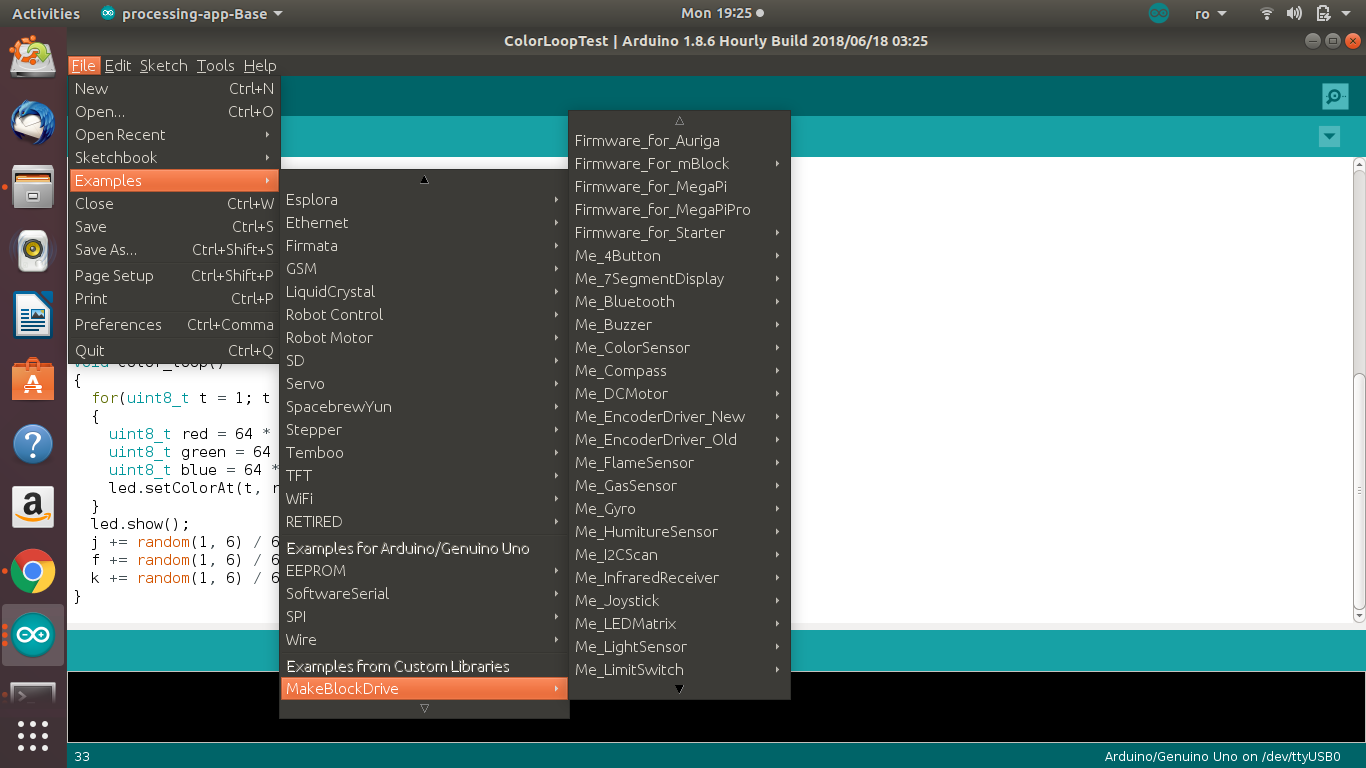 Activities processing-app-Base Mon 19:25 ro
ColorLoopTest | Arduino 1.8.6 Hourly Build 2018/06/18 03:25
File Edit Sketch Tools Help
New Ctrl+N
Open... Ctrl+O
Open Recent
Sketchbook
Examples
Close Ctrl+W
Save Ctrl+S
Save As... Ctrl+Shift+S
Page Setup Ctrl+Shift+P
Print Ctrl+P
Preferences Ctrl+Comma
Quit Ctrl+Q
Esplora
Ethernet
Firmata
GSM
LiquidCrystal
Robot Control
Robot Motor
SD
Servo
SpacebrewYun
Stepper
Temboo
TFT
WiFi
RETIRED
Examples for Arduino/Genuino Uno
EEPROM
SoftwareSerial
SPI
Wire
Examples from Custom Libraries
MakeBlockDrive
Firmware_for_Auriga
Firmware_For_mBlock
Firmware_for_MegaPi
Firmware_for_MegaPiPro
Firmware_for_Starter
Me_4Button
Me_7SegmentDisplay
Me_Bluetooth
Me_Buzzer
Me_ColorSensor
Me_Compass
Me_DCMotor
Me_EncoderDriver_New
Me_EncoderDriver_Old
Me_FlameSensor
Me_GasSensor
Me_Gyro
Me_HumitureSensor
Me_I2CScan
Me_InfraredReceiver
Me_Joystick
Me_LEDMatrix
Me_LightSensor
Me_LimitSwitch
void color_loop()
{
for(uint8_t t = 1; t
{
uint8_t red = 64 *
uint8_t green = 64
uint8_t blue = 64 *
led.setColorAt(t, r
}
led.show();
j += random(1, 6) / 6
f += random(1, 6) / 6
k += random(1, 6) / 6
}
33 Arduino/Genuino Uno on /dev/ttyUSB0